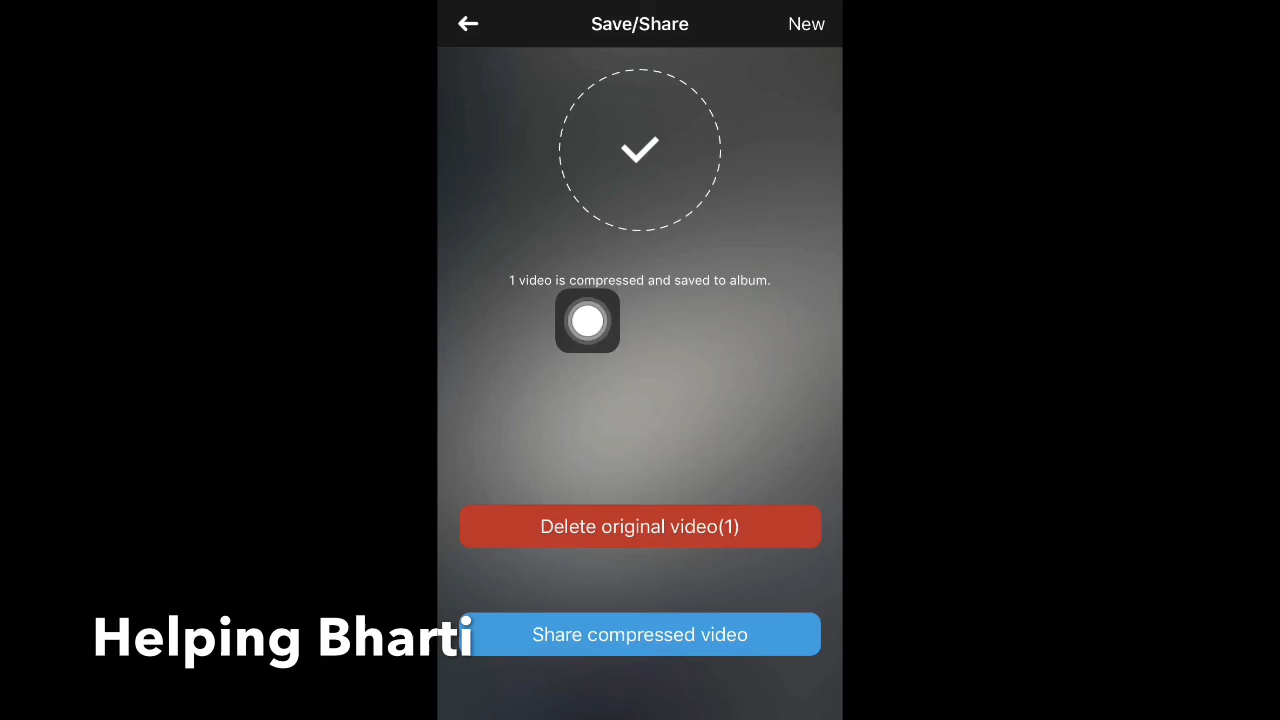 Save/Share
New
1 video is compressed and saved to album.
Delete original video(1)
Share compressed video
Helping Bharti